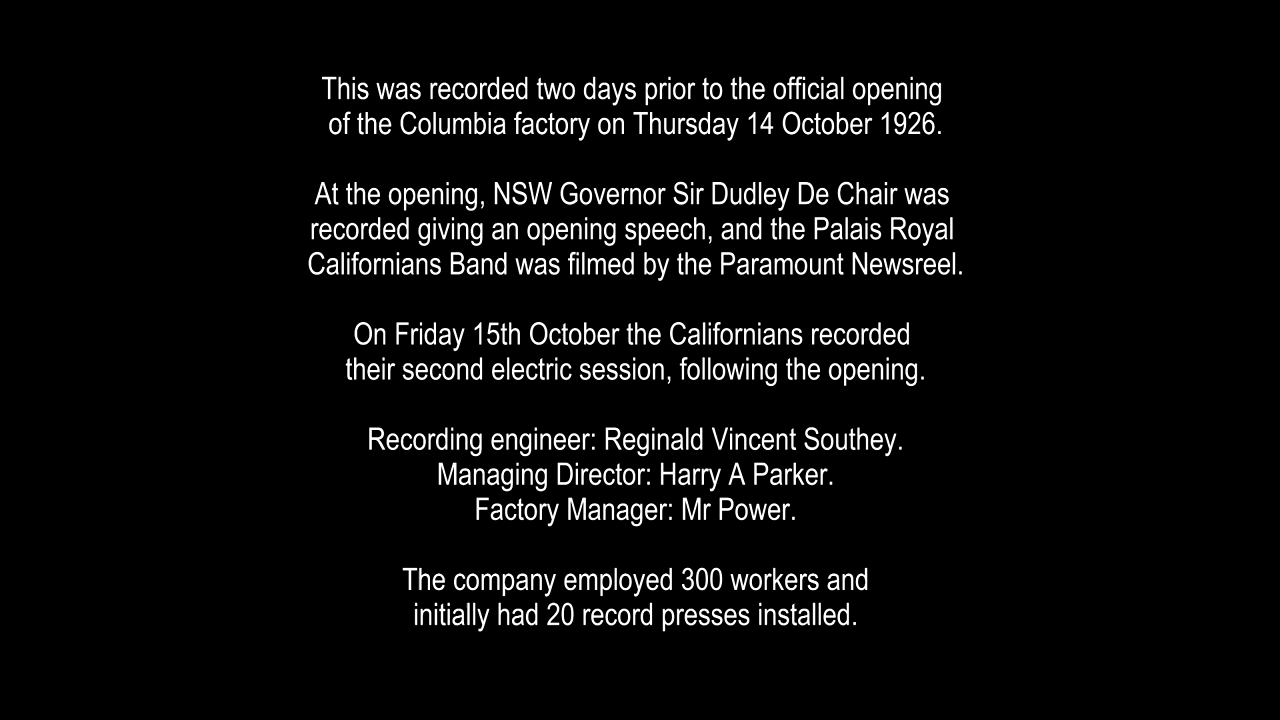 This was recorded two days prior to the official opening
of the Columbia factory on Thursday 14 October 1926.
At the opening, NSW Governor Sir Dudley De Chair was
recorded giving an opening speech, and the Palais Royal
Californians Band was filmed by the Paramount Newsreel.
On Friday 15th October the Californians recorded
their second electric session, following the opening.
Recording engineer: Reginald Vincent Southey.
Managing Director: Harry A Parker.
Factory Manager: Mr Power.
The company employed 300 workers and
initially had 20 record presses installed.